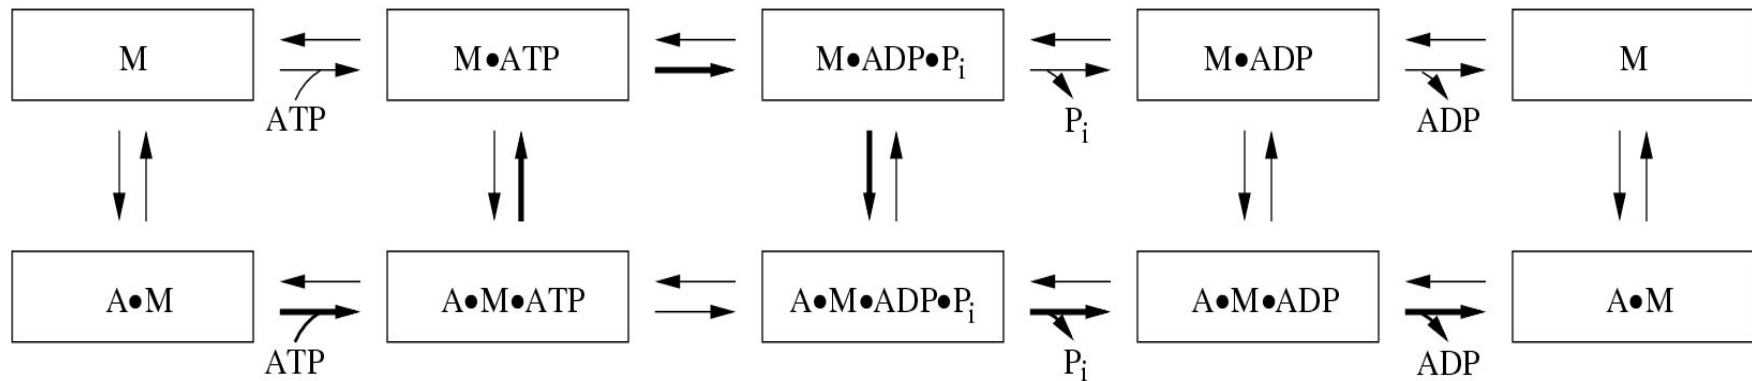 M M•ATP M•ADP•Pi M•ADP M
ATP Pi ADP
A•M A•M•ATP A•M•ADP•Pi A•M•ADP A•M
ATP Pi ADP